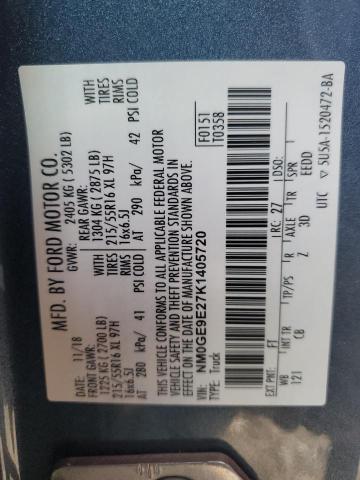 MFD. BY FORD MOTOR CO.
DATE: 11/18 GVWR: 2405 KG ( 5302 LB)
FRONT GAWR: REAR GAWR: WITH
1225 KG ( 2700 LB) 1304 KG ( 2875 LB) TIRES
215/55R16 XL 97H 215/55R16 XL 97H RIMS
16x6.5J 16x6.5J PSI COLD
AT 280 kPa/ 41 PSI COLD AT 290 kPa/ 42
WITH
TIRES
RIMS
THIS VEHICLE CONFORMS TO ALL APPLICABLE FEDERAL MOTOR
VEHICLE SAFETY AND THEFT PREVENTION STANDARDS IN
EFFECT ON THE DATE OF MANUFACTURE SHOWN ABOVE.
VIN: NM0GE9E27K1405720
TYPE: Truck
F0151
T0358
EXT PNT: FT RC: 27 DSO:
WB INT TR TP/PS R AXLE TR SPR
121 CB Z 3D EEDD
UTC ▽ 5U5A-1520472-BA